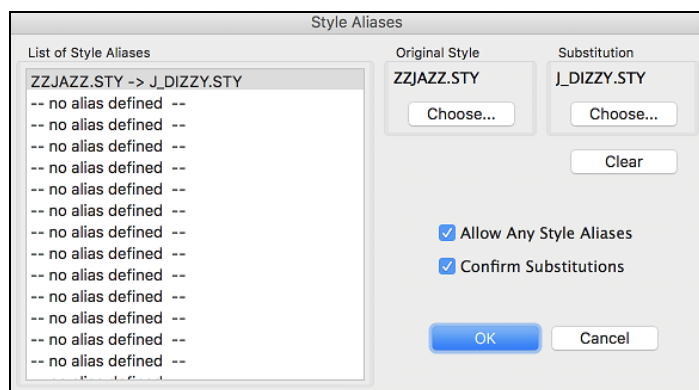 Style Aliases
List of Style Aliases
ZZJAZZ.STY -> J_DIZZY.STY
-- no alias defined --
-- no alias defined --
-- no alias defined --
-- no alias defined --
-- no alias defined --
-- no alias defined --
-- no alias defined --
-- no alias defined --
-- no alias defined --
-- no alias defined --
-- no alias defined --
-- no alias defined --
-- no alias defined --
-- no alias defined --
Original Style
ZZJAZZ.STY
Choose...
Substitution
J_DIZZY.STY
Choose...
Clear
Allow Any Style Aliases
Confirm Substitutions
OK
Cancel